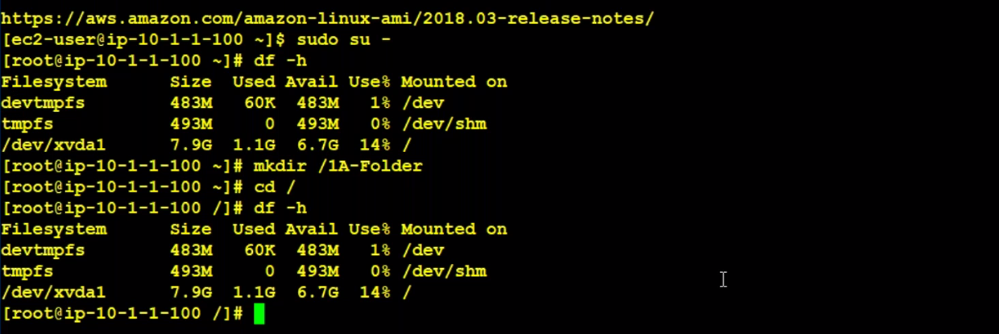 https://aws.amazon.com/amazon-linux-ami/2018.03-release-notes/
[ec2-user@ip-10-1-1-100 ~]$ sudo su -
[root@ip-10-1-1-100 ~]# df -h
Filesystem      Size  Used Avail Use% Mounted on
devtmpfs        483M   60K  483M   1% /dev
tmpfs           493M     0  493M   0% /dev/shm
/dev/xvda1      7.9G  1.1G  6.7G  14% /
[root@ip-10-1-1-100 ~]# mkdir /1A-Folder
[root@ip-10-1-1-100 ~]# cd /
[root@ip-10-1-1-100 /]# df -h
Filesystem      Size  Used Avail Use% Mounted on
devtmpfs        483M   60K  483M   1% /dev
tmpfs           493M     0  493M   0% /dev/shm
/dev/xvda1      7.9G  1.1G  6.7G  14% /
[root@ip-10-1-1-100 /]#